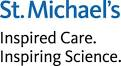 St. Michael's
Inspired Care.
Inspiring Science.